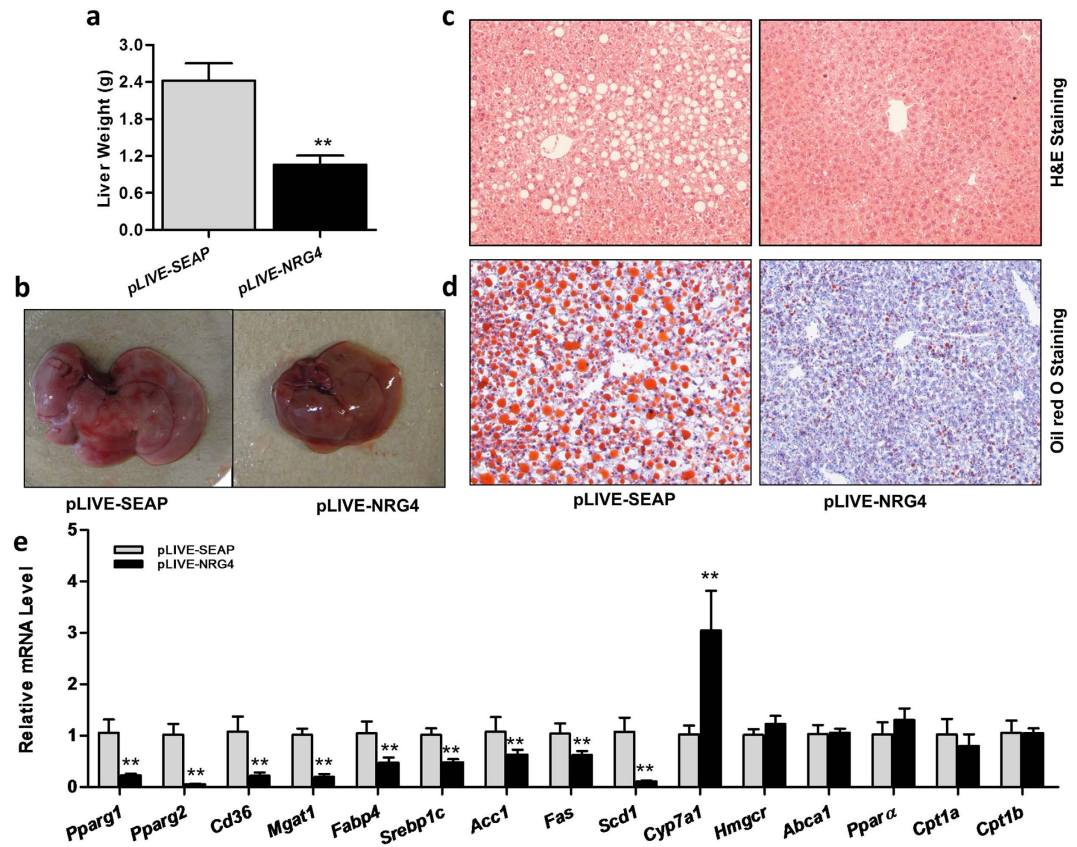 a
Liver Weight (g)
3.0
2.4
1.8
1.2
0.6
0.0
**
pLIVE-SEAP
pLIVE-NRG4
b
pLIVE-SEAP
pLIVE-NRG4
c
H&E Staining
d
Oil red O Staining
pLIVE-SEAP
pLIVE-NRG4
e
Relative mRNA Level
5
4
3
2
1
0
pLIVE-SEAP
pLIVE-NRG4
**
**
**
**
**
**
**
**
**
**
Pparg1
Pparg2
Cd36
Mgat1
Fabp4
Srebp1c
Acc1
Fas
Scd1
Cyp7a1
Hmgcr
Abca1
Pparα
Cpt1a
Cpt1b